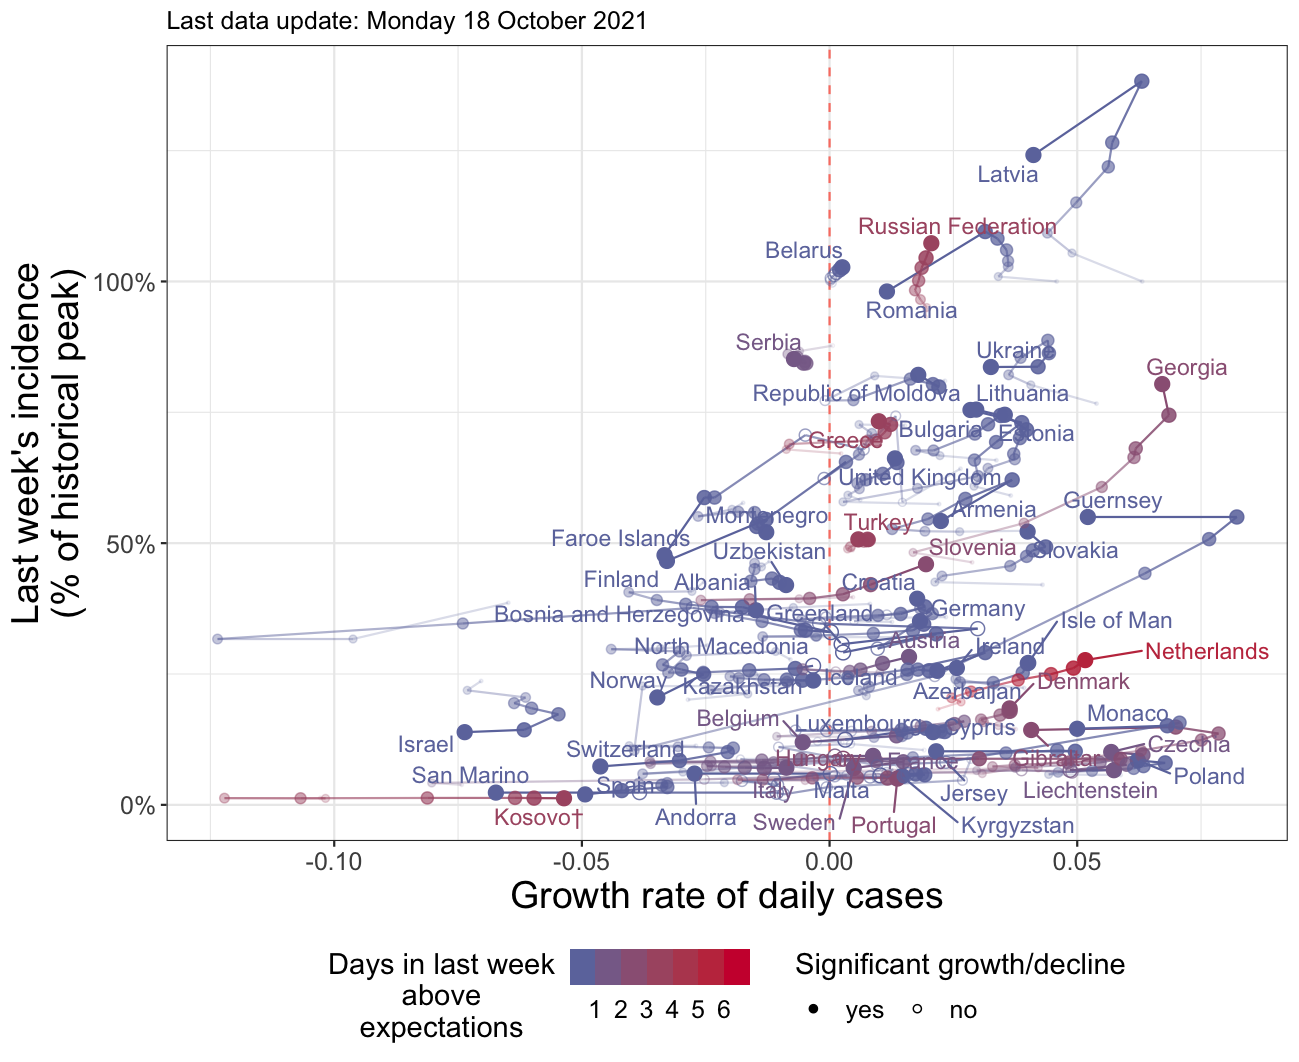 Last data update: Monday 18 October 2021
Last week's incidence
(% of historical peak)
100%
50%
0%
Latvia
Russian Federation
Belarus
Romania
Serbia
Ukraine
Georgia
Republic of Moldova
Lithuania
Greece
Bulgaria
Estonia
United Kingdom
Guernsey
Montenegro
Armenia
Turkey
Faroe Islands
Uzbekistan
Slovenia
Slovakia
Finland
Albania
Croatia
Bosnia and Herzegovina
Greenland
Germany
Isle of Man
North Macedonia
Austria
Ireland
Netherlands
Norway
Kazakhstan
Iceland
Azerbaijan
Denmark
Belgium
Luxembourg
Cyprus
Monaco
Israel
Switzerland
Hungary
France
Gibraltar
Czechia
San Marino
Spain
Italy
Malta
Jersey
Liechtenstein
Poland
Kosovo†
Andorra
Sweden
Portugal
Kyrgyzstan
-0.10
-0.05
0.00
0.05
Growth rate of daily cases
Days in last week
above
expectations
1 2 3 4 5 6
Significant growth/decline
yes
no